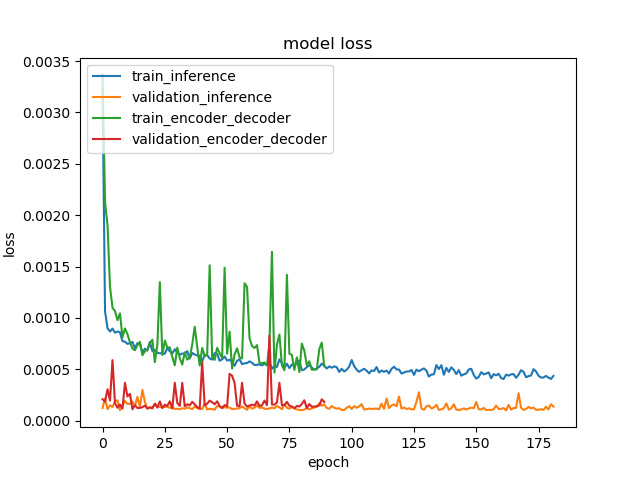 model loss
train_inference
validation_inference
train_encoder_decoder
validation_encoder_decoder
0.0035
0.0030
0.0025
0.0020
0.0015
0.0010
0.0005
0.0000
loss
0 25 50 75 100 125 150 175
epoch